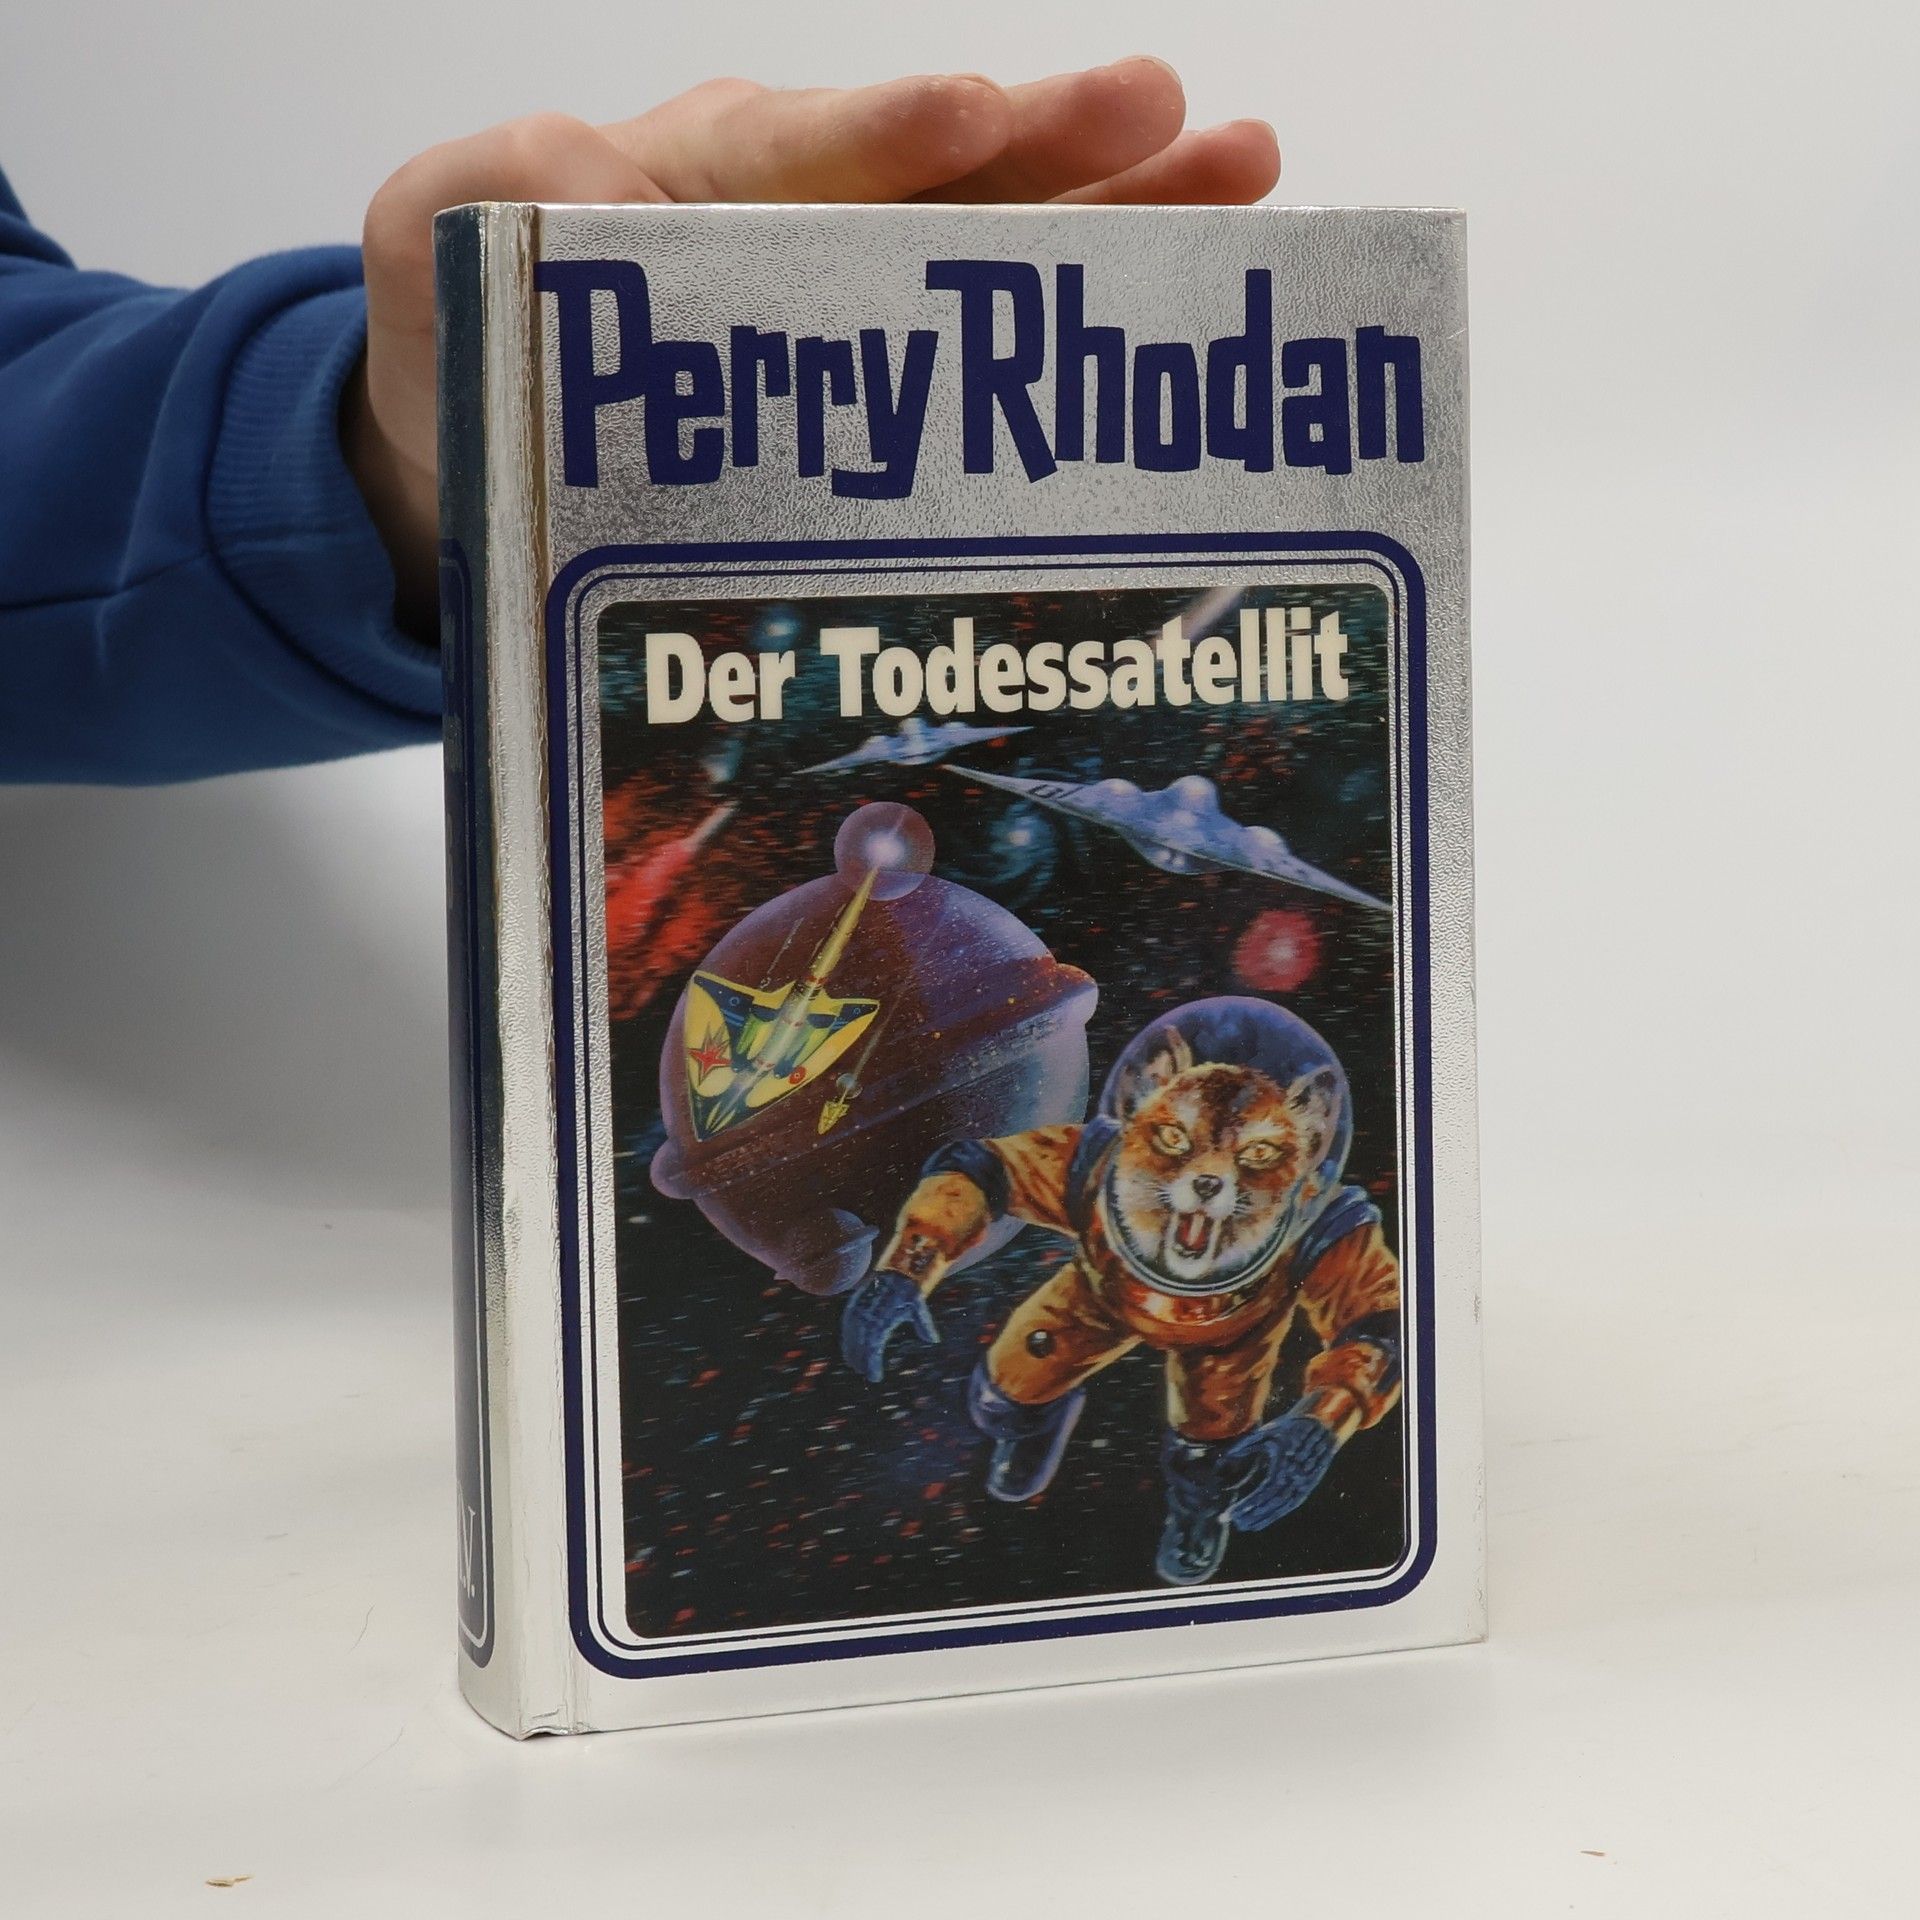 Perry Rhodan
Der Todessatellit